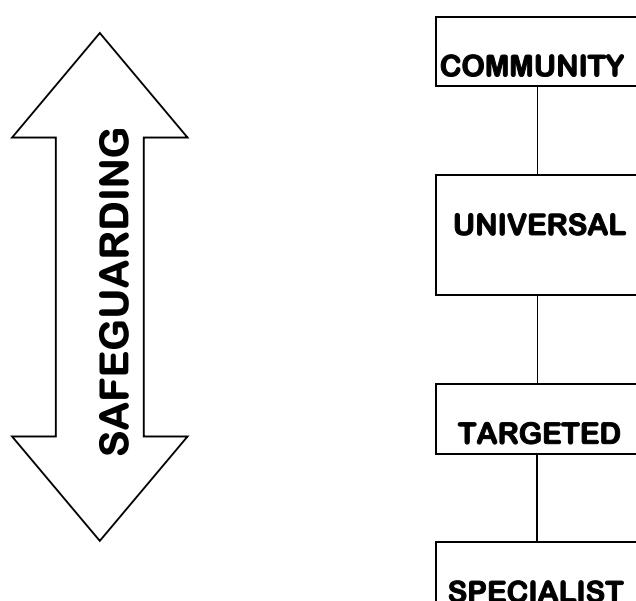 SAFEGUARDING
COMMUNITY
UNIVERSAL
TARGETED
SPECIALIST